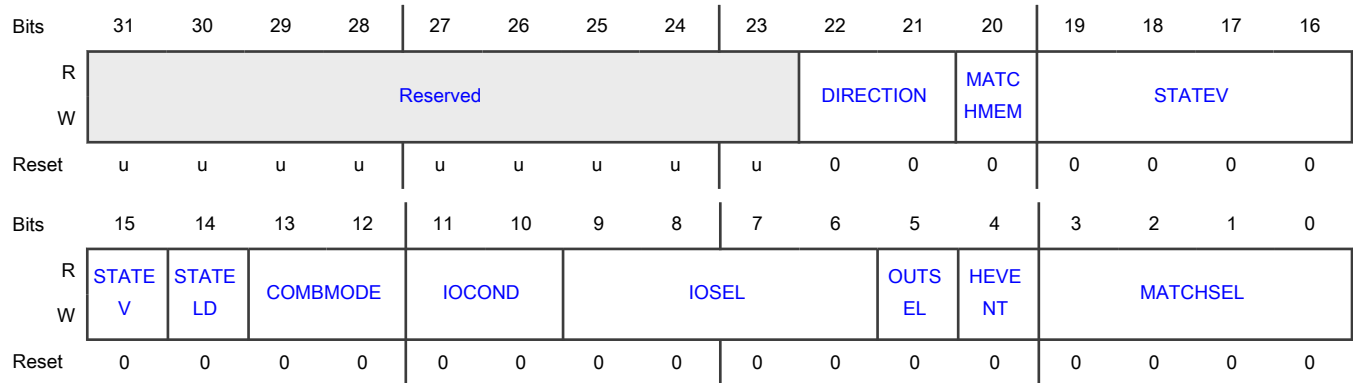 Bits 31 30 29 28 27 26 25 24 23 22 21 20 19 18 17 16
R
Reserved DIRECTION MATC HMEM STATEV
W
Reset u u u u u u u u u 0 0 0 0 0 0 0
Bits 15 14 13 12 11 10 9 8 7 6 5 4 3 2 1 0
R
STATE V STATE LD COMBMODE IOCOND IOSEL OUTS EL HEVE NT MATCHSEL
W
Reset 0 0 0 0 0 0 0 0 0 0 0 0 0 0 0 0